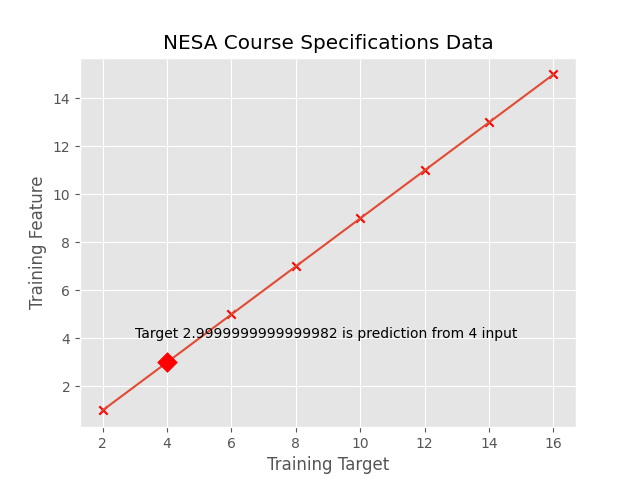 NESA Course Specifications Data
14
12
10
8
6
4
2
Training Feature
Target 2.9999999999999982 is prediction from 4 input
2 4 6 8 10 12 14 16
Training Target